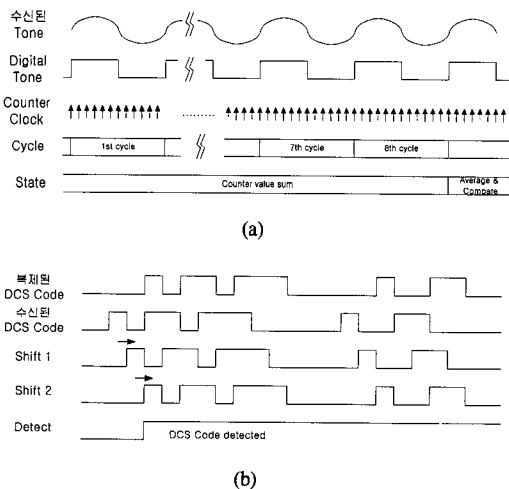 수신된
Tone
Digital
Tone
Counter
Clock
Cycle
1st cycle
7th cycle
8th cycle
State
Counter value sum
Average &
Compare
(a)
복제된
DCS Code
수신된
DCS Code
Shift 1
Shift 2
Detect
DCS Code detected
(b)